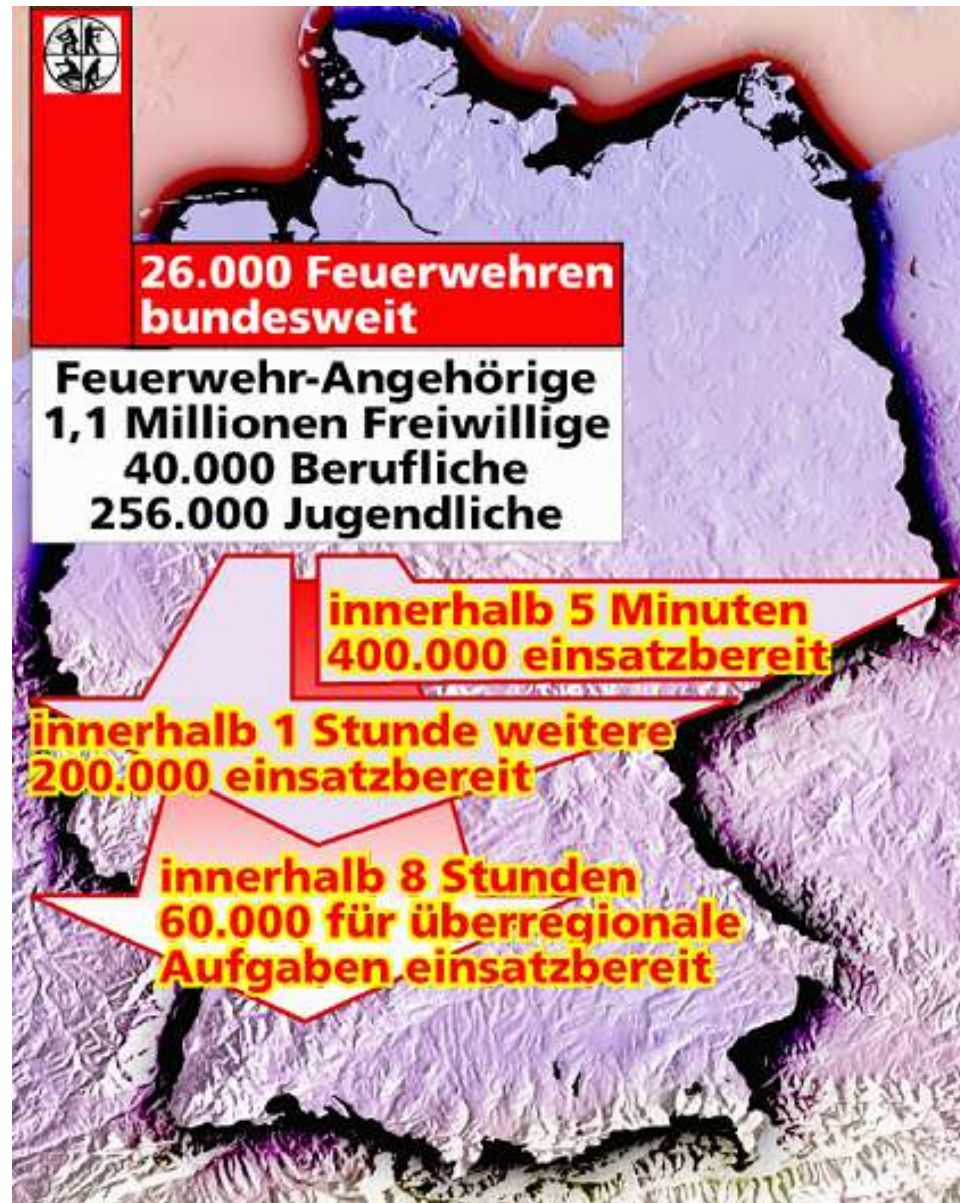 26.000 Feuerwehren
bundesweit
Feuerwehr-Angehörige
1,1 Millionen Freiwillige
40.000 Berufliche
256.000 Jugendliche
innerhalb 5 Minuten
400.000 einsatzbereit
innerhalb 1 Stunde weitere
200.000 einsatzbereit
innerhalb 8 Stunden
60.000 für überregionale
Aufgaben einsatzbereit